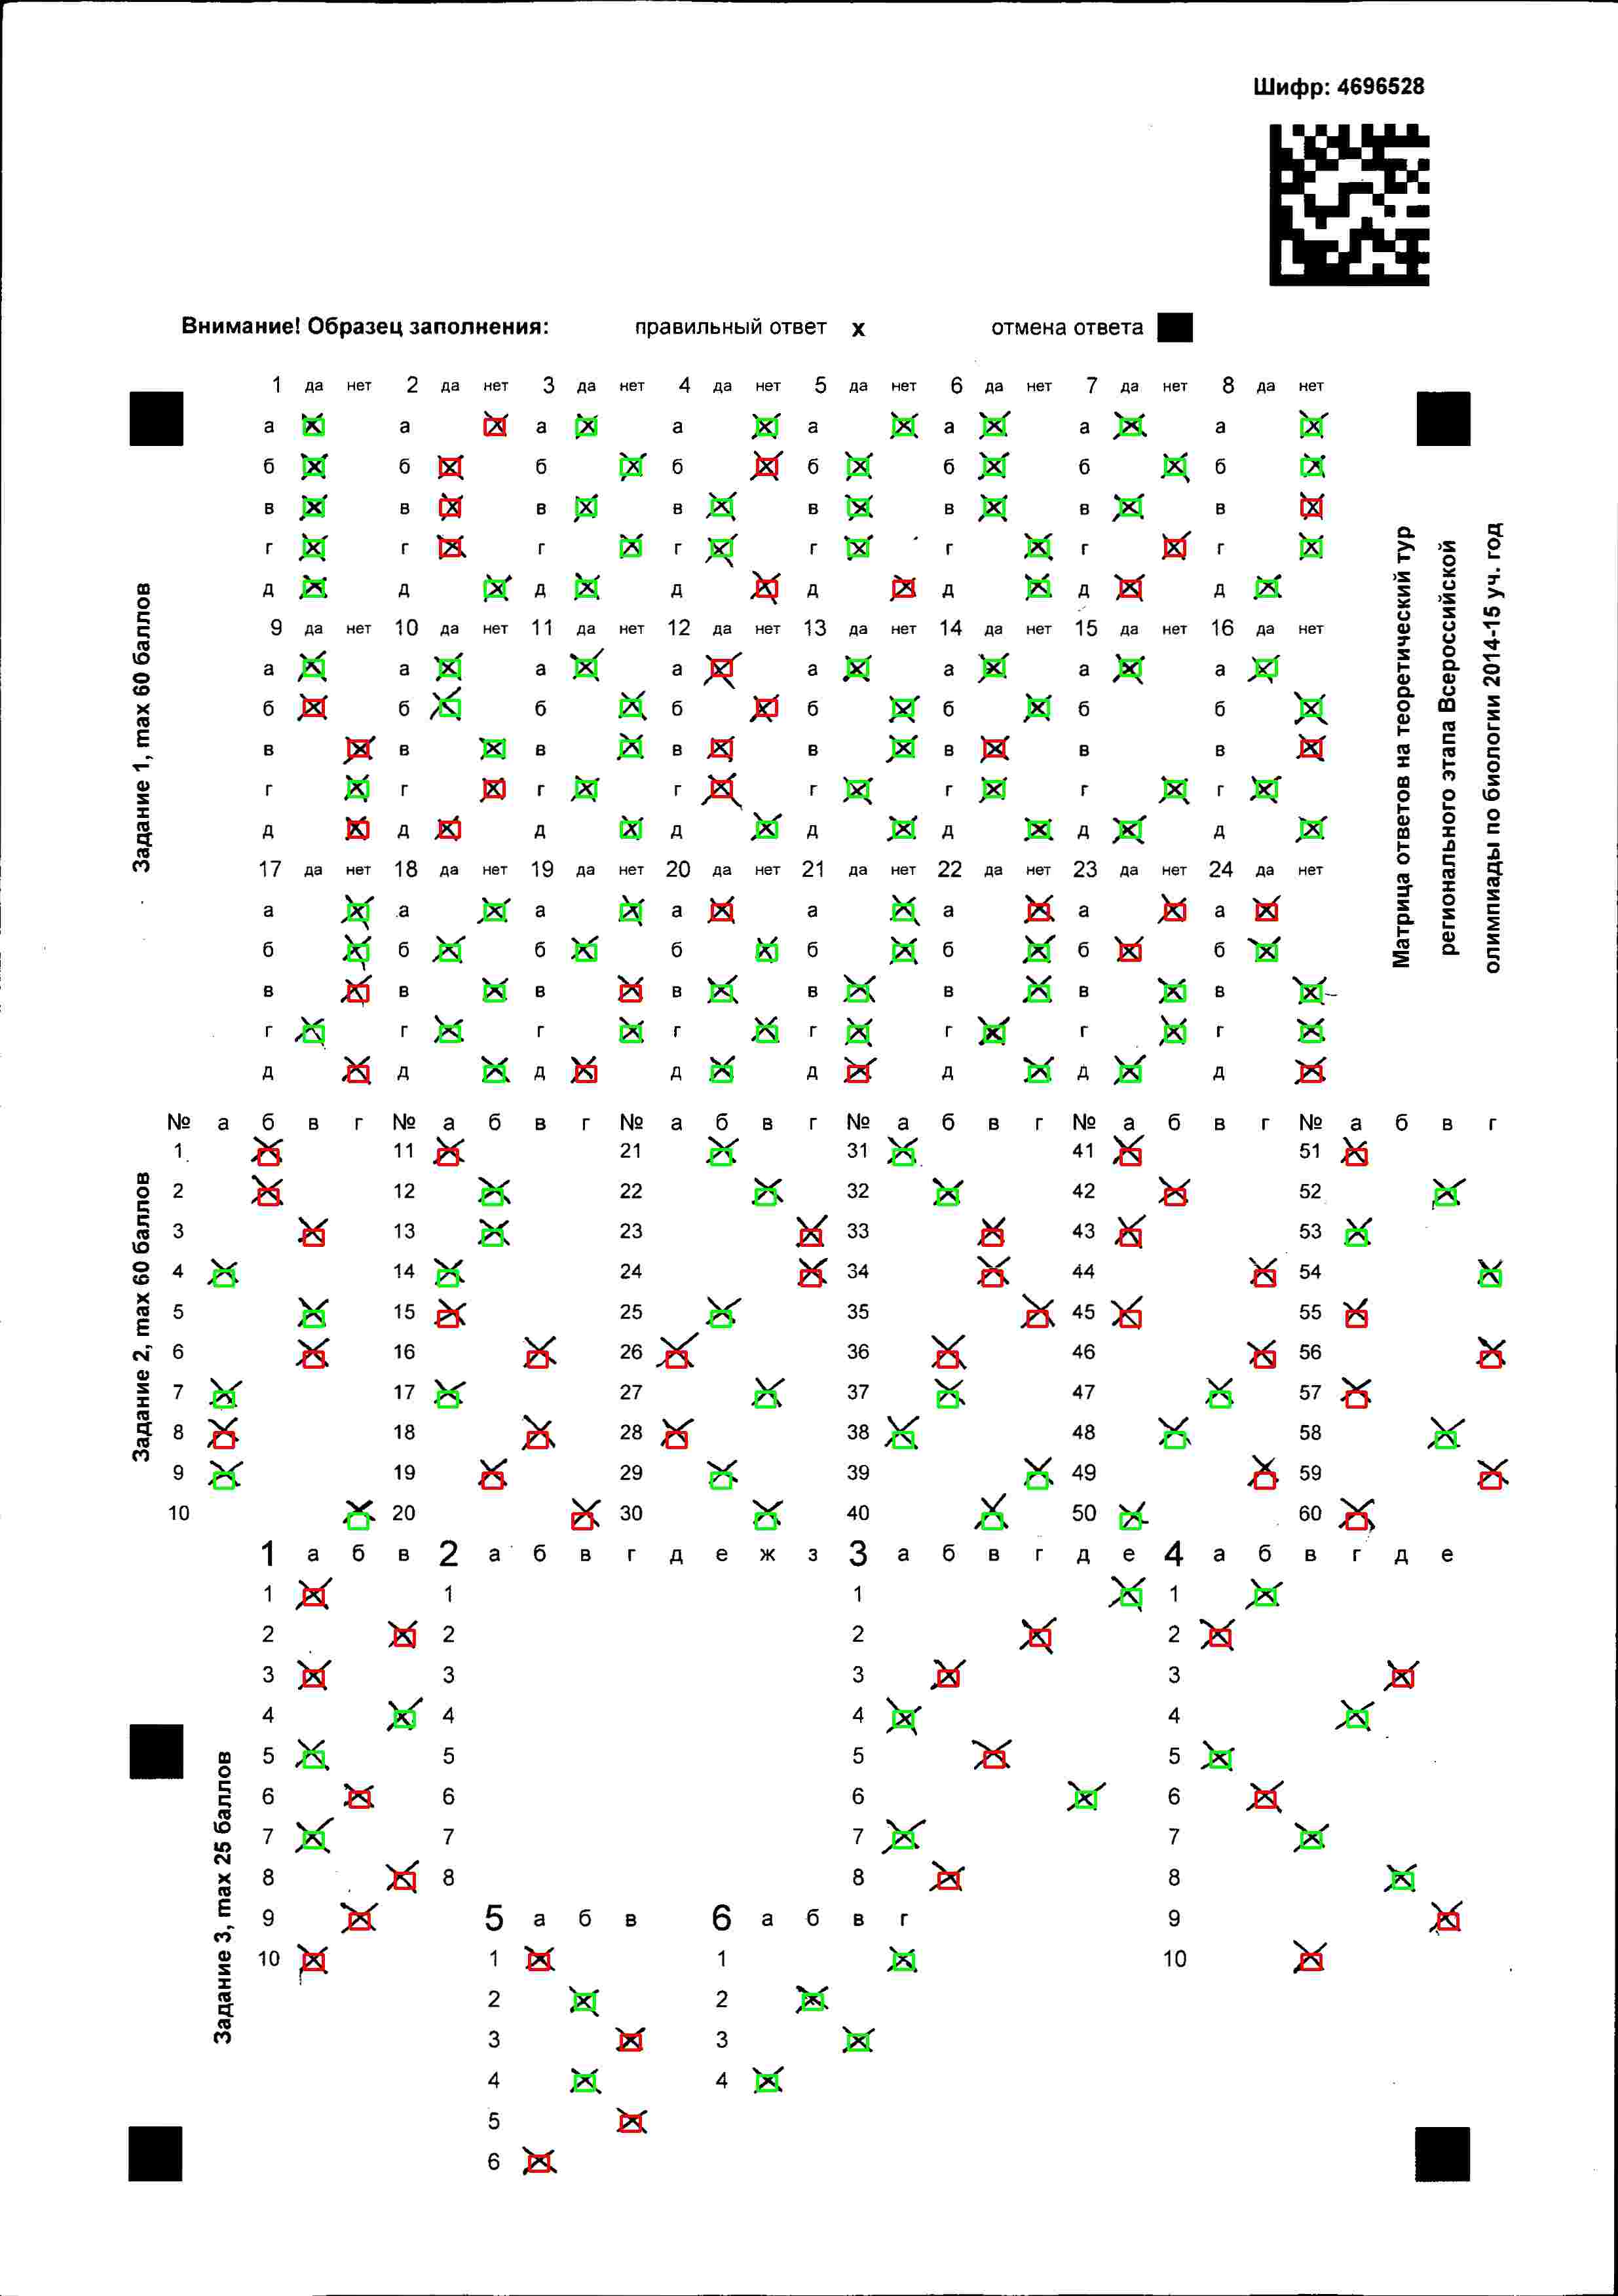 Шифр: 4696528
Внимание! Образец заполнения: правильный ответ x отмена ответа
1 да нет 2 да нет 3 да нет 4 да нет 5 да нет 6 да нет 7 да нет 8 да нет
а а а а а а а а
б б б б б б б б
в в в в в в в в
г г г г г г г г
д д д д д д д д
9 да нет 10 да нет 11 да нет 12 да нет 13 да нет 14 да нет 15 да нет 16 да нет
а а а а а а а а
б б б б б б б б
в в в в в в в в
г г г г г г г г
д д д д д д д д
17 да нет 18 да нет 19 да нет 20 да нет 21 да нет 22 да нет 23 да нет 24 да нет
а а а а а а а а
б б б б б б б б
в в в в в в в в
г г г г г г г г
д д д д д д д д
Задание 1, max 60 баллов
Матрица ответов на теоретический тур
регионального этапа Всероссийской
олимпиады по биологии 2014-15 уч. год
№ а б в г № а б в г № а б в г № а б в г № а б в г № а б в г
1 11 21 31 41 51
2 12 22 32 42 52
3 13 23 33 43 53
4 14 24 34 44 54
5 15 25 35 45 55
6 16 26 36 46 56
7 17 27 37 47 57
8 18 28 38 48 58
9 19 29 39 49 59
10 20 30 40 50 60
Задание 2, max 60 баллов
1 а б в 2 а б в г д е ж з 3 а б в г д е 4 а б в г д е
1 1 1 1
2 2 2 2
3 3 3 3
4 4 4 4
5 5 5 5
6 6 6 6
7 7 7 7
8 8 8 8
9 5 а б в 6 а б в г 9
10 1 1 10
2 2
3 3
4 4
5
6
Задание 3, max 25 баллов